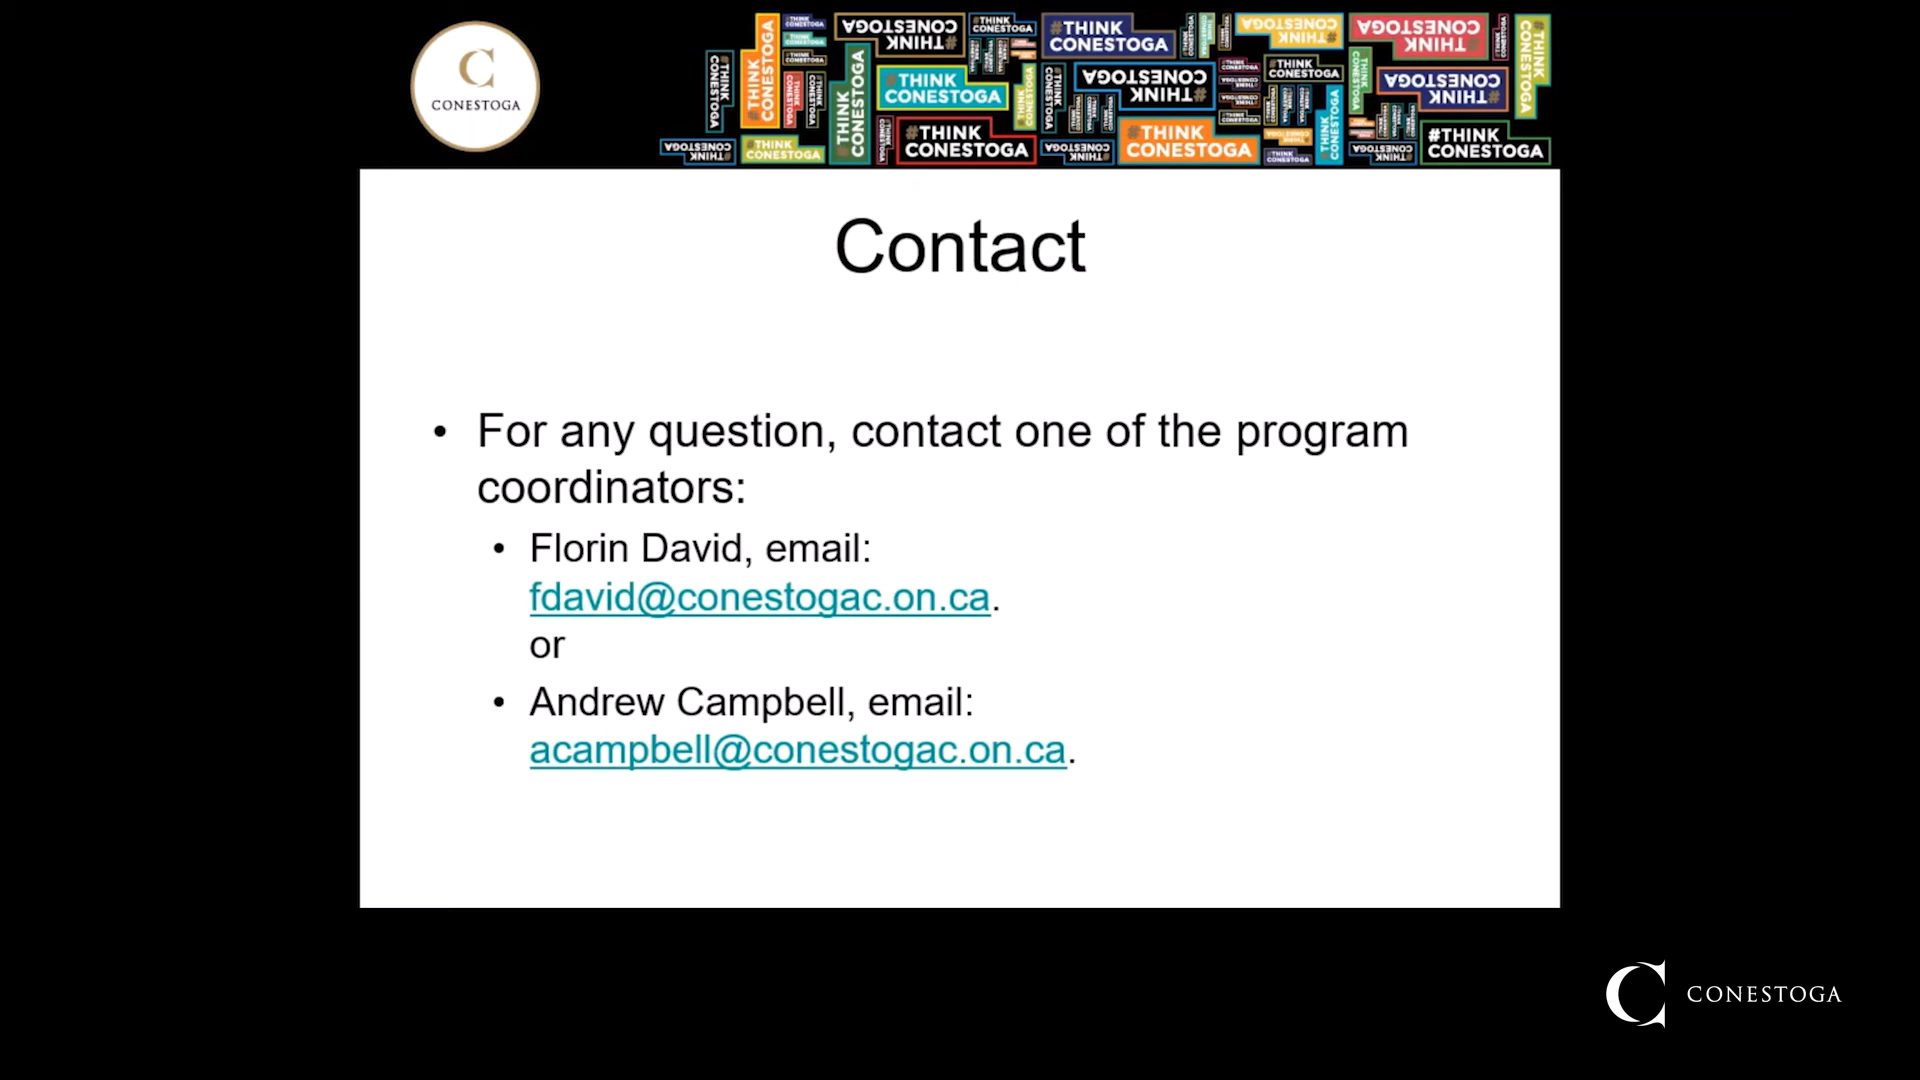 C
CONESTOGA
#THINK
CONESTOGA
Contact
• For any question, contact one of the program
coordinators:
• Florin David, email:
fdavid@conestogac.on.ca.
or
• Andrew Campbell, email:
acampbell@conestogac.on.ca.
C CONESTOGA